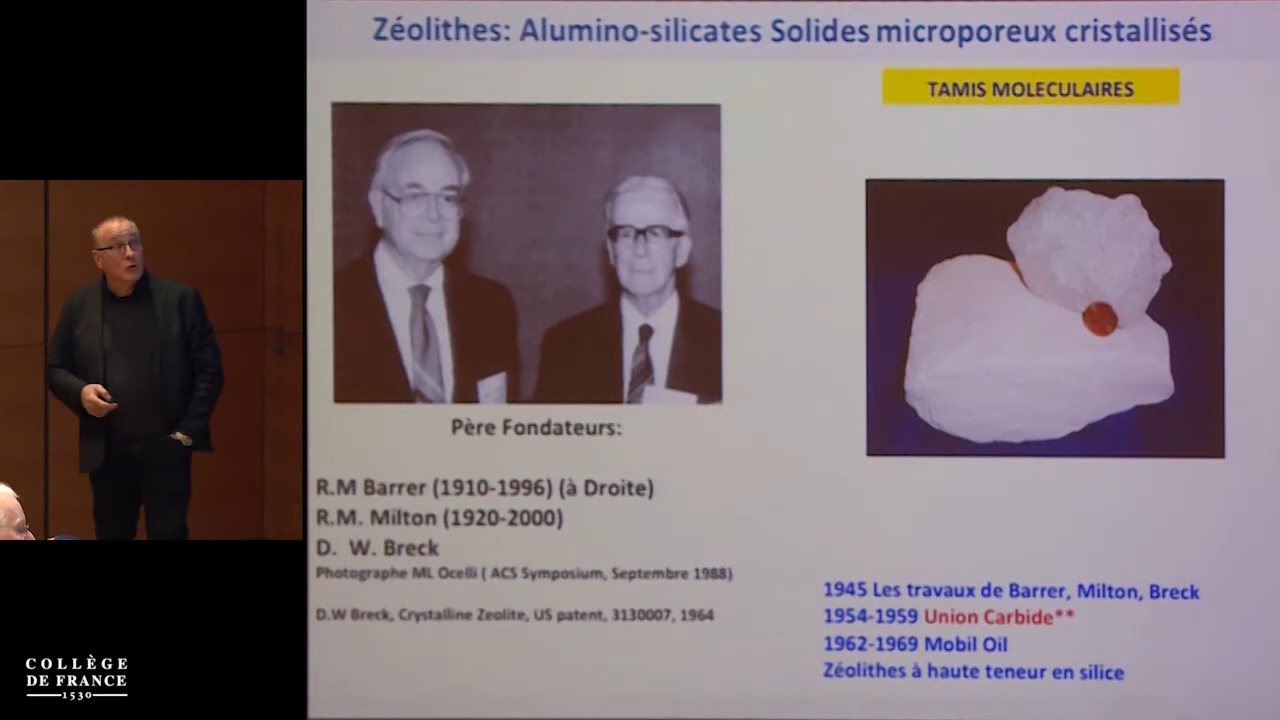 Zéolithes: Alumino-silicates Solides microporeux cristallisés
TAMIS MOLECULAIRES
Père Fondateurs:
R.M Barrer (1910-1996) (à Droite)
R.M. Milton (1920-2000)
D. W. Breck
Photographe ML Ocelli ( ACS Symposium, Septembre 1988)
D.W Breck, Crystalline Zeolite, US patent, 3130007, 1964
1945 Les travaux de Barrer, Milton, Breck
1954-1959 Union Carbide**
1962-1969 Mobil Oil
Zéolithes à haute teneur en silice
COLLÈGE
DE FRANCE
1530